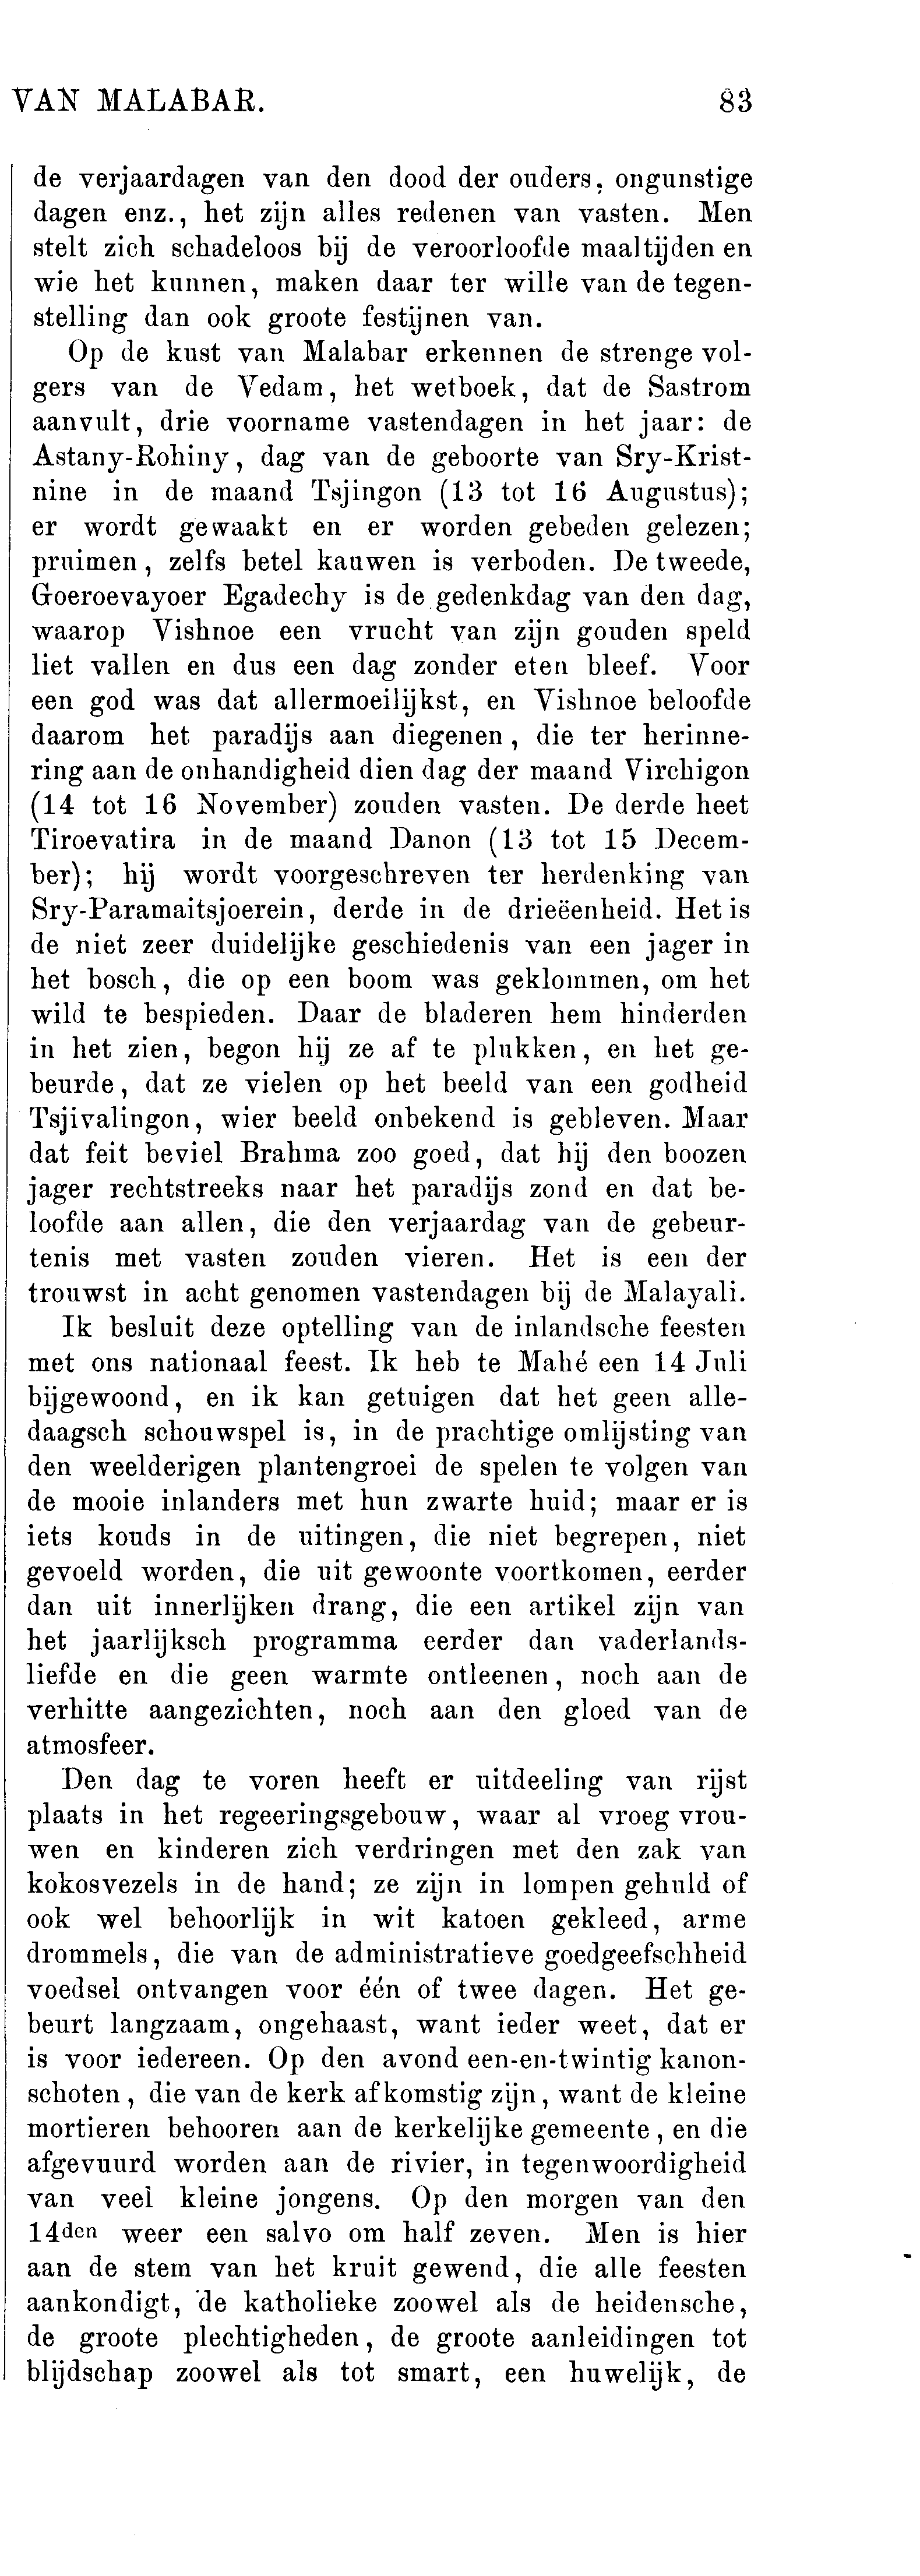 VAN MALABAR. 83
de verjaardagen van den dood der ouders, ongunstige
dagen enz., het zijn alles redenen van vasten. Men
stelt zich schadeloos bij de veroorloofde maaltijden en
wie het kunnen, maken daar ter wille van de tegen-
stelling dan ook groote festijnen van.
Op de kust van Malabar erkennen de strenge vol-
gers van de Vedam, het wetboek, dat de Sastrom
aanvult, drie voorname vastendagen in het jaar: de
Astany-Rohiny, dag van de geboorte van Sry-Krist-
nine in de maand Tsjingon (13 tot 16 Augustus);
er wordt gewaakt en er worden gebeden gelezen;
pruimen, zelfs betel kauwen is verboden. De tweede,
Goeroevayoer Egadechy is de gedenkdag van den dag,
waarop Vishnoe een vrucht van zijn gouden speld
liet vallen en dus een dag zonder eten bleef. Voor
een god was dat allermoeilijkst, en Vishnoe beloofde
daarom het paradijs aan diegenen, die ter herinne-
ring aan de onhandigheid dien dag der maand Virchigon
(14 tot 16 November) zouden vasten. De derde heet
Tiroevatira in de maand Danon (13 tot 15 Decem-
ber); hij wordt voorgeschreven ter herdenking van
Sry-Paramaitsjoerein, derde in de drieëenheid. Het is
de niet zeer duidelijke geschiedenis van een jager in
het bosch, die op een boom was geklommen, om het
wild te bespieden. Daar de bladeren hem hinderden
in het zien, begon hij ze af te plukken, en het ge-
beurde, dat ze vielen op het beeld van een godheid
Tsjivalingon, wier beeld onbekend is gebleven. Maar
dat feit beviel Brahma zoo goed, dat hij den boozen
jager rechtstreeks naar het paradijs zond en dat be-
loofde aan allen, die den verjaardag van de gebeur-
tenis met vasten zouden vieren. Het is een der
trouwst in acht genomen vastendagen bij de Malayali.
Ik besluit deze optelling van de inlandsche feesten
met ons nationaal feest. Ik heb te Mahé een 14 Juli
bijgewoond, en ik kan getuigen dat het geen alle-
daagsch schouwspel is, in de prachtige omlijsting van
den weelderigen plantengroei de spelen te volgen van
de mooie inlanders met hun zwarte huid; maar er is
iets kouds in de uitingen, die niet begrepen, niet
gevoeld worden, die uit gewoonte voortkomen, eerder
dan uit innerlijken drang, die een artikel zijn van
het jaarlijksch programma eerder dan vaderlands-
liefde en die geen warmte ontleenen, noch aan de
verhitte aangezichten, noch aan den gloed van de
atmosfeer.
Den dag te voren heeft er uitdeeling van rijst
plaats in het regeeringsgebouw, waar al vroeg vrou-
wen en kinderen zich verdringen met den zak van
kokosvezels in de hand; ze zijn in lompen gehuld of
ook wel behoorlijk in wit katoen gekleed, arme
drommels, die van de administratieve goedgeefschheid
voedsel ontvangen voor één of twee dagen. Het ge-
beurt langzaam, ongehaast, want ieder weet, dat er
is voor iedereen. Op den avond een-en-twintig kanon-
schoten, die van de kerk afkomstig zijn, want de kleine
mortieren behooren aan de kerkelijke gemeente, en die
afgevuurd worden aan de rivier, in tegenwoordigheid
van veel kleine jongens. Op den morgen van den
14den weer een salvo om half zeven. Men is hier
aan de stem van het kruit gewend, die alle feesten
aankondigt, de katholieke zoowel als de heidensche,
de groote plechtigheden, de groote aanleidingen tot
blijdschap zoowel als tot smart, een huwelijk, de